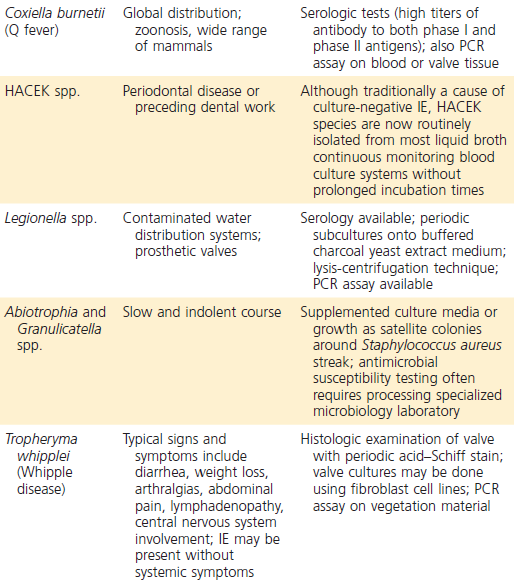 Coxiella burnetii
(Q fever)
Global distribution;
zoonosis, wide range
of mammals
Serologic tests (high titers of
antibody to both phase I and
phase II antigens); also PCR
assay on blood or valve tissue
HACEK spp.
Periodontal disease or
preceding dental work
Although traditionally a cause of
culture-negative IE, HACEK
species are now routinely
isolated from most liquid broth
continuous monitoring blood
culture systems without
prolonged incubation times
Legionella spp.
Contaminated water
distribution systems;
prosthetic valves
Serology available; periodic
subcultures onto buffered
charcoal yeast extract medium;
lysis-centrifugation technique;
PCR assay available
Abiotrophia and
Granulicatella
spp.
Slow and indolent course
Supplemented culture media or
growth as satellite colonies
around Staphylococcus aureus
streak; antimicrobial
susceptibility testing often
requires processing specialized
microbiology laboratory
Tropheryma
whipplei
(Whipple
disease)
Typical signs and
symptoms include
diarrhea, weight loss,
arthralgias, abdominal
pain, lymphadenopathy,
central nervous system
involvement; IE may be
present without
systemic symptoms
Histologic examination of valve
with periodic acid–Schiff stain;
valve cultures may be done
using fibroblast cell lines; PCR
assay on vegetation material